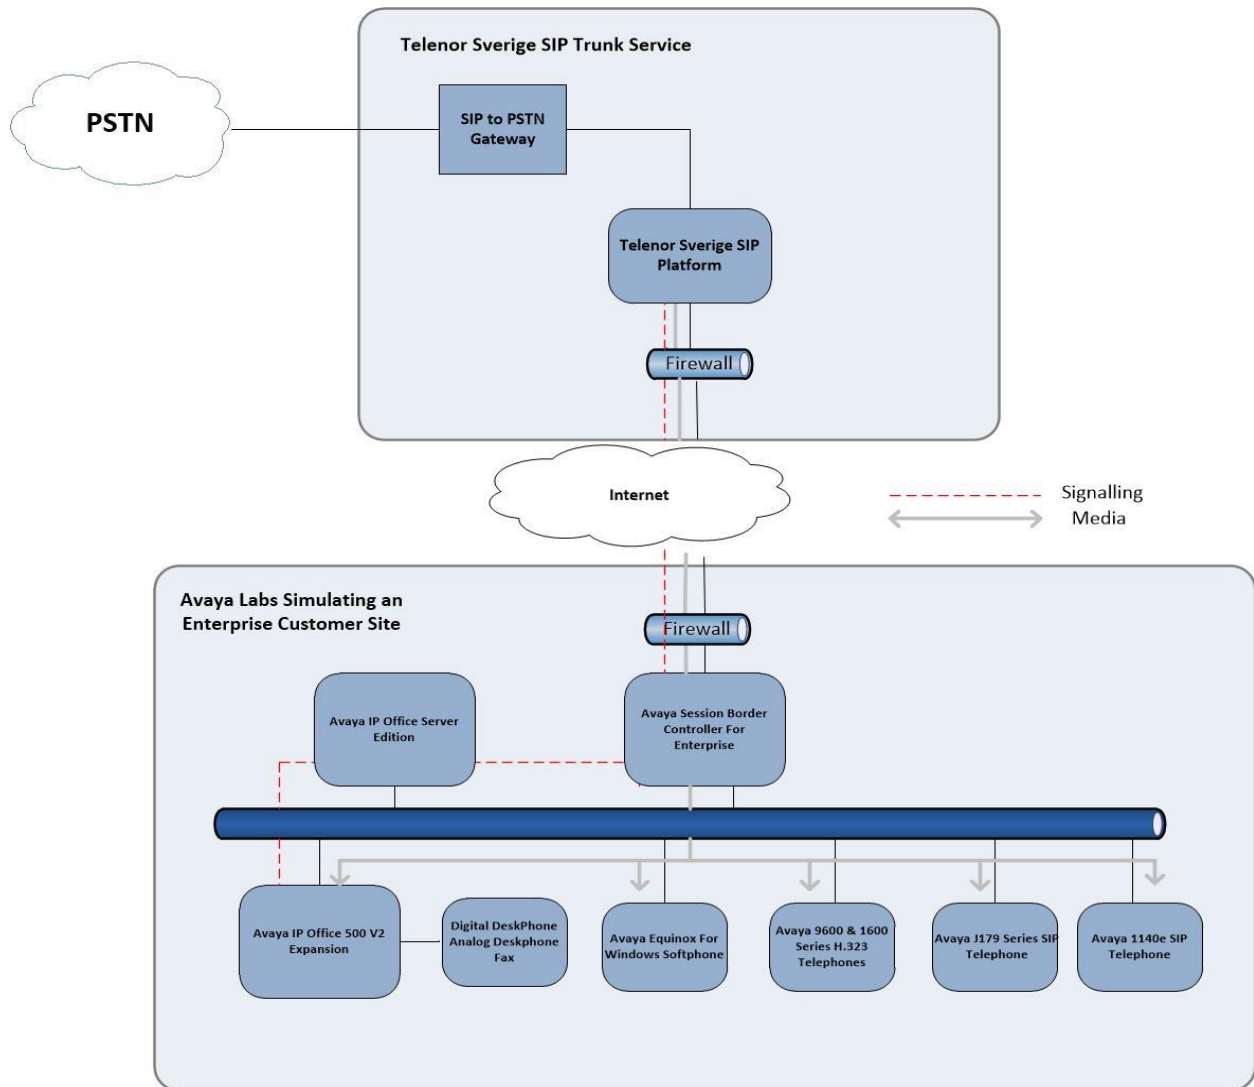 Telenor Sverige SIP Trunk Service
PSTN
SIP to PSTN
Gateway
Telenor Sverige SIP
Platform
Firewall
Internet
Signalling
Media
Avaya Labs Simulating an
Enterprise Customer Site
Firewall
Avaya IP Office Server
Edition
Avaya Session Border
Controller For
Enterprise
Avaya IP Office 500 V2
Expansion
Digital DeskPhone
Analog Deskphone
Fax
Avaya Equinox For
Windows Softphone
Avaya 9600 & 1600
Series H.323
Telephones
Avaya J179 Series SIP
Telephone
Avaya 1140e SIP
Telephone